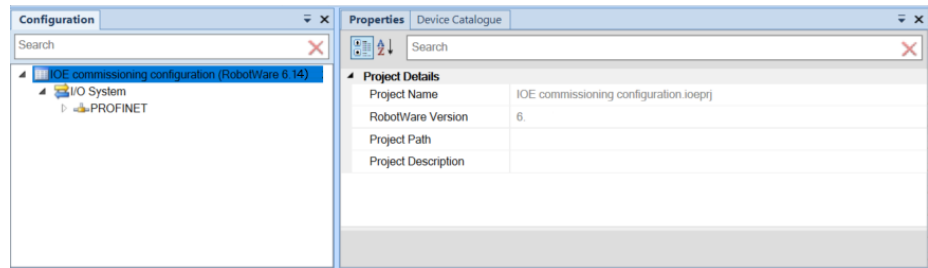 Configuration
Search
IOE commissioning configuration (RobotWare 6.14)
I/O System
PROFINET
Properties Device Catalogue
Search
Project Details
Project Name IOE commissioning configuration.ioeprj
RobotWare Version 6.
Project Path
Project Description